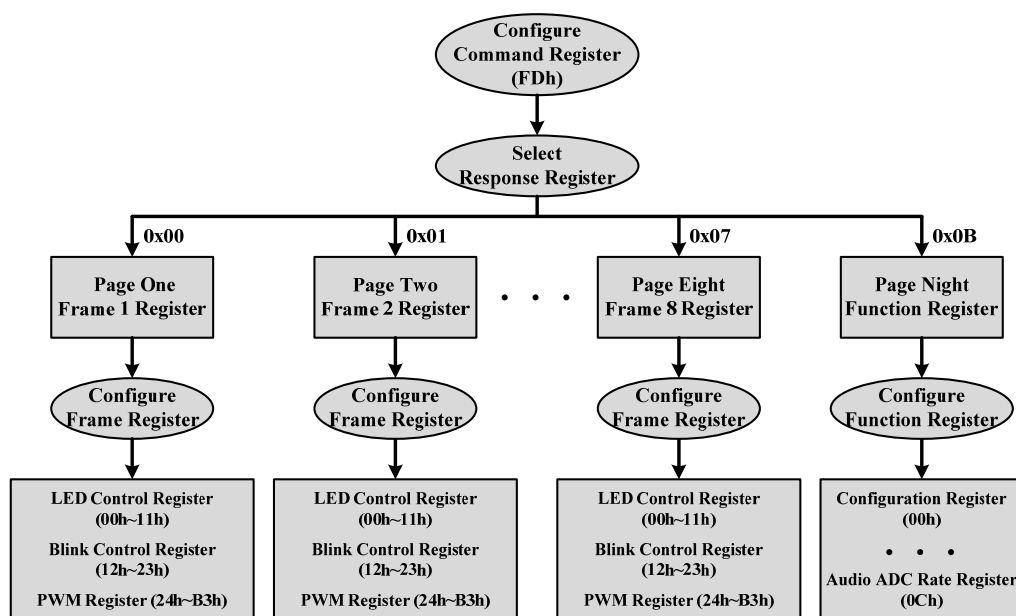 Configure
Command Register
(FDh)
Select
Response Register
0x00
0x01
0x07
0x0B
Page One
Frame 1 Register
Page Two
Frame 2 Register
. . .
Page Eight
Frame 8 Register
Page Night
Function Register
Configure
Frame Register
Configure
Frame Register
Configure
Frame Register
Configure
Function Register
LED Control Register
(00h~11h)
Blink Control Register
(12h~23h)
PWM Register (24h~B3h)
LED Control Register
(00h~11h)
Blink Control Register
(12h~23h)
PWM Register (24h~B3h)
LED Control Register
(00h~11h)
Blink Control Register
(12h~23h)
PWM Register (24h~B3h)
Configuration Register
(00h)
. . .
Audio ADC Rate Register
(0Ch)